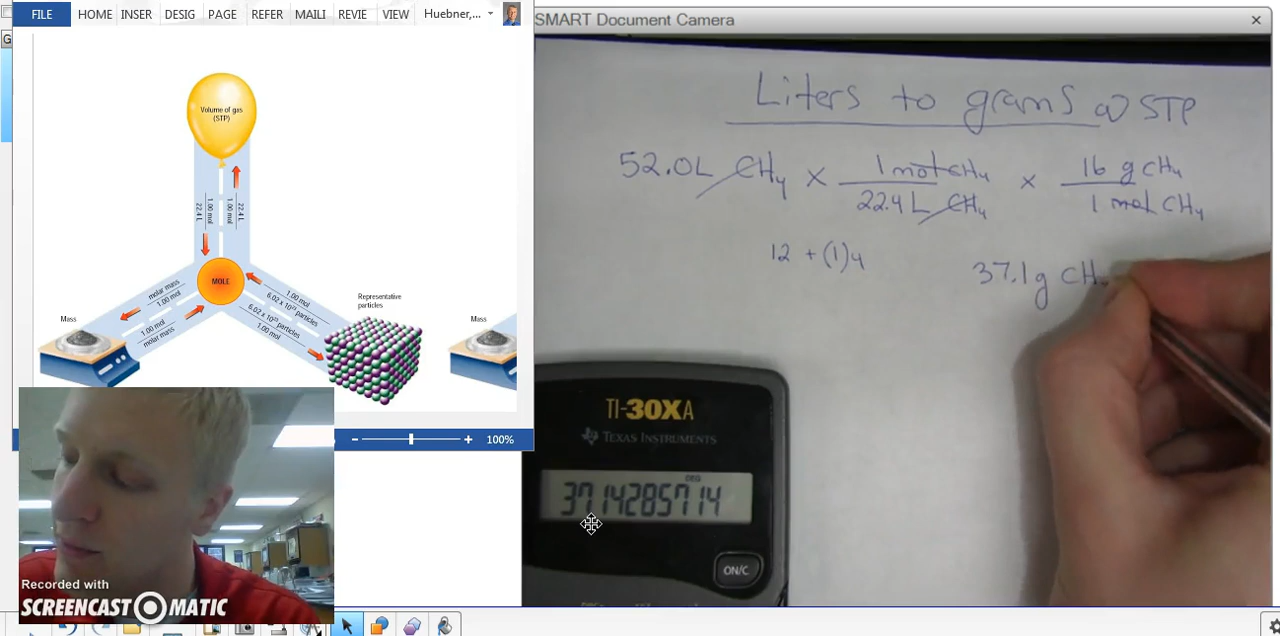 FILE HOME INSER DESIG PAGE REFER MAILI REVIE VIEW Huebner,...
SMART Document Camera
G
Volume of gas
(STP)
1.00 mol
22.4 L
22.4 L
1.00 mol
MOLE
molar mass
1.00 mol
1.00 mol
molar mass
1.00 mol
6.02 x 10²³ particles
6.02 x 10²³ particles
1.00 mol
Mass
Representative
particles
Mass
100%
Liters to grams @ STP
52.0L CH₄ x 1 mol CH₄ x 16 g CH₄
22.4 L CH₄ 1 mol CH₄
12 + (1)4
37.1g CH
TI-30XA
TEXAS INSTRUMENTS
DEG
37.14285714
ON/C
Recorded with
SCREENCAST MATIC